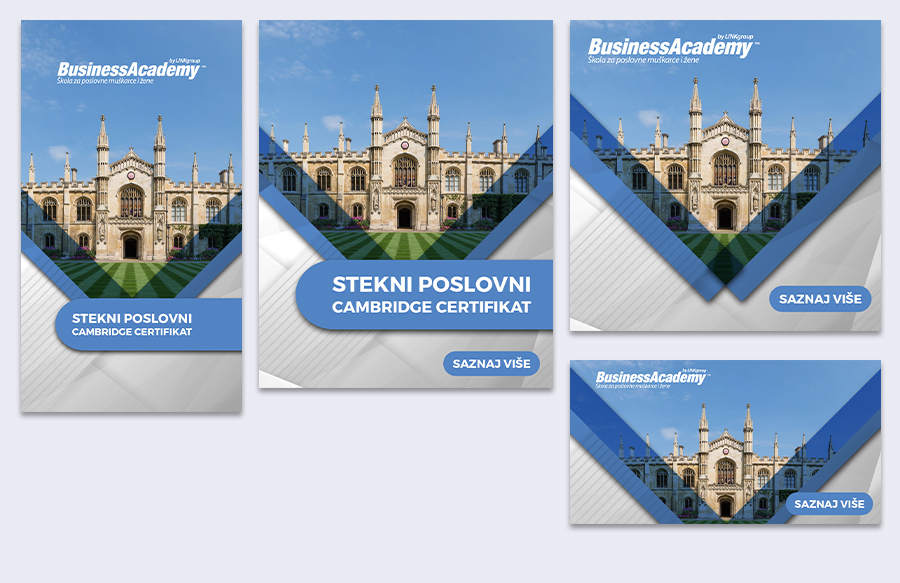 by LINKgroup
BusinessAcademy™
Škola za poslovne muškarce i žene
STEKNI POSLOVNI
CAMBRIDGE CERTIFIKAT
STEKNI POSLOVNI
CAMBRIDGE CERTIFIKAT
SAZNAJ VIŠE
by LINKgroup
BusinessAcademy™
Škola za poslovne muškarce i žene
SAZNAJ VIŠE
by LINKgroup
BusinessAcademy™
Škola za poslovne muškarce i žene
SAZNAJ VIŠE